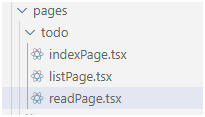 pages
todo
indexPage.tsx
listPage.tsx
readPage.tsx